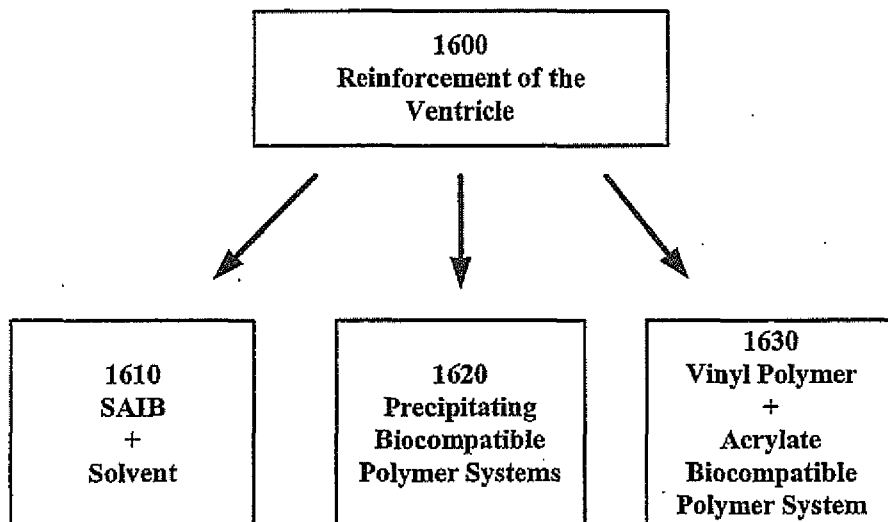 1600
Reinforcement of the
Ventricle
1610
SAIB
+
Solvent
1620
Precipitating
Biocompatible
Polymer Systems
1630
Vinyl Polymer
+
Acrylate
Biocompatible
Polymer System